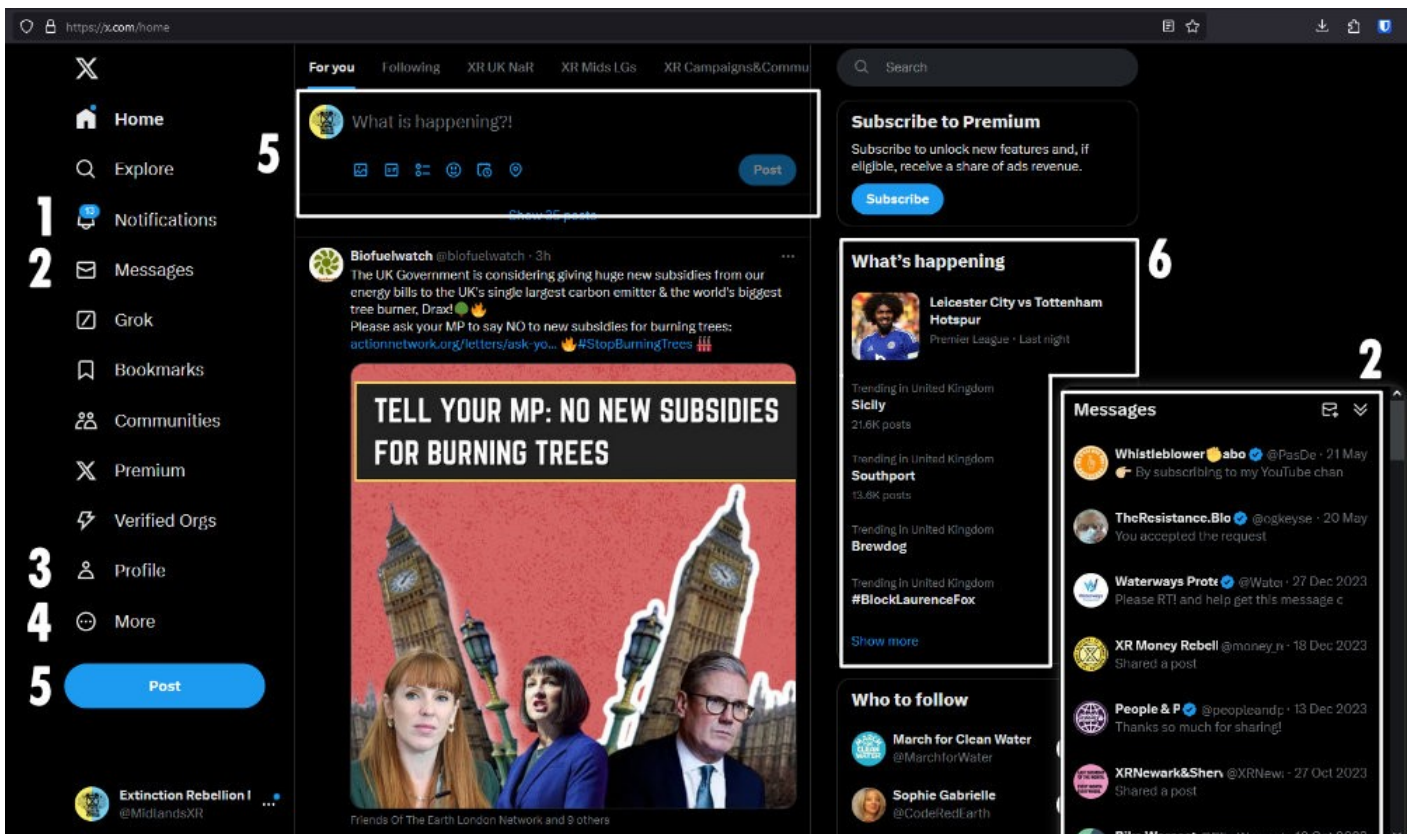 https://x.com/home
Home
Explore
1
13
Notifications
2
Messages
Grok
Bookmarks
Communities
Premium
Verified Orgs
3
Profile
4
More
5
Post
Extinction Rebellion
@MidlandsXR
For you Following XR UK NaR XR Mids LGs XR Campaigns&Commu
5
What is happening?!
GIF
Post
Show 35 posts
Biofuelwatch @biofuelwatch · 3h
The UK Government is considering giving huge new subsidies from our
energy bills to the UK's single largest carbon emitter & the world's biggest
tree burner, Drax!🌳🔥
Please ask your MP to say NO to new subsidies for burning trees:
actionnetwork.org/letters/ask-yo... 🔥#StopBurningTrees
TELL YOUR MP: NO NEW SUBSIDIES
FOR BURNING TREES
Friends Of The Earth London Network and 9 others
Search
Subscribe to Premium
Subscribe to unlock new features and, if
eligible, receive a share of ads revenue.
Subscribe
6
What's happening
Leicester City vs Tottenham
Hotspur
Premier League · Last night
Trending in United Kingdom
Sicily
21.6K posts
Trending in United Kingdom
Southport
13.6K posts
Trending in United Kingdom
Brewdog
Trending in United Kingdom
#BlockLaurenceFox
Show more
Who to follow
March for Clean Water
@MarchforWater
Sophie Gabrielle
@CodeRedEarth
2
Messages
Whistleblower✊abo @PasDe · 21 May
👉 By subscribing to my YouTube chan
TheResistance.Blo @ogkeyse · 20 May
You accepted the request
Waterways Prote @Water · 27 Dec 2023
Please RT! and help get this message c
XR Money Rebell @money_r · 18 Dec 2023
Shared a post
People & P @peopleandp · 13 Dec 2023
Thanks so much for sharing!
XRNewark&Sherv @XRNew · 27 Oct 2023
Shared a post